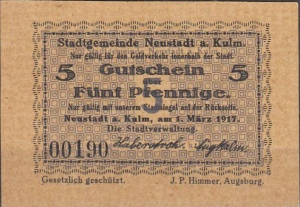 Stadtgemeinde Neustadt a. Kulm.
Nur gültig für den Geldverkehr innerhalb der Stadt.
5 Gutschein 5
Fünf Pfennige.
5
Nur gültig mit unserem Stadtsiegel auf der Rückseite.
Neustadt a. Kulm, am 1. März 1917.
Die Stadtverwaltung.
00190
Gesetzlich geschützt. J. P. Himmer, Augsburg.